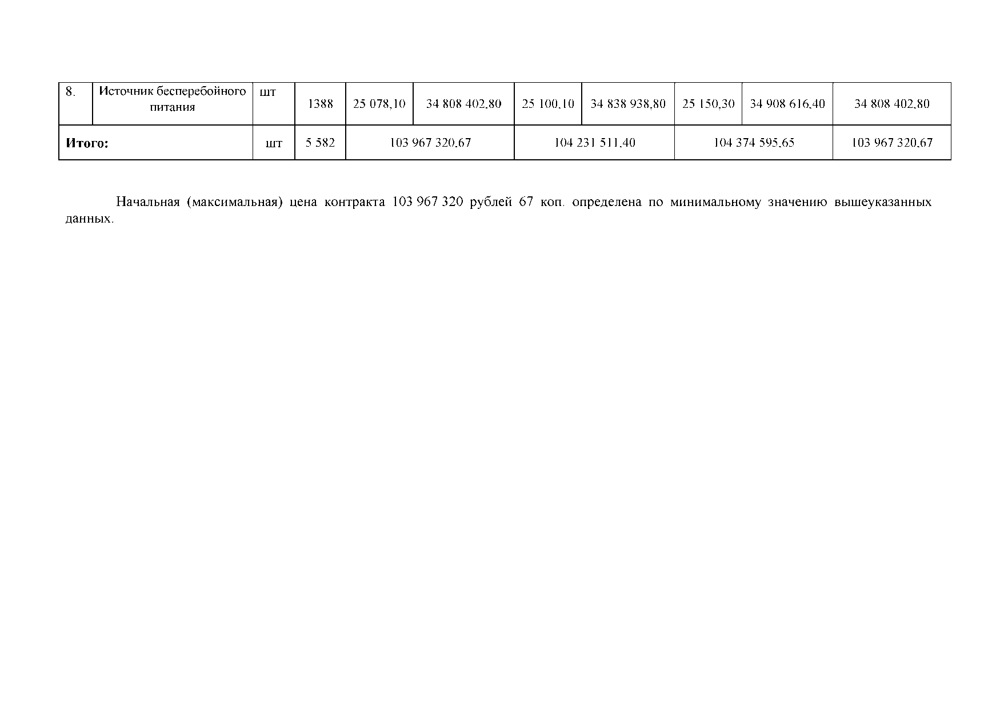 8. Источник бесперебойного питания шт 1388 25 078,10 34 808 402,80 25 100,10 34 838 938,80 25 150,30 34 908 616,40 34 808 402,80
Итого: шт 5 582 103 967 320,67 104 231 511,40 104 374 595,65 103 967 320,67
Начальная (максимальная) цена контракта 103 967 320 рублей 67 коп. определена по минимальному значению вышеуказанных
данных.